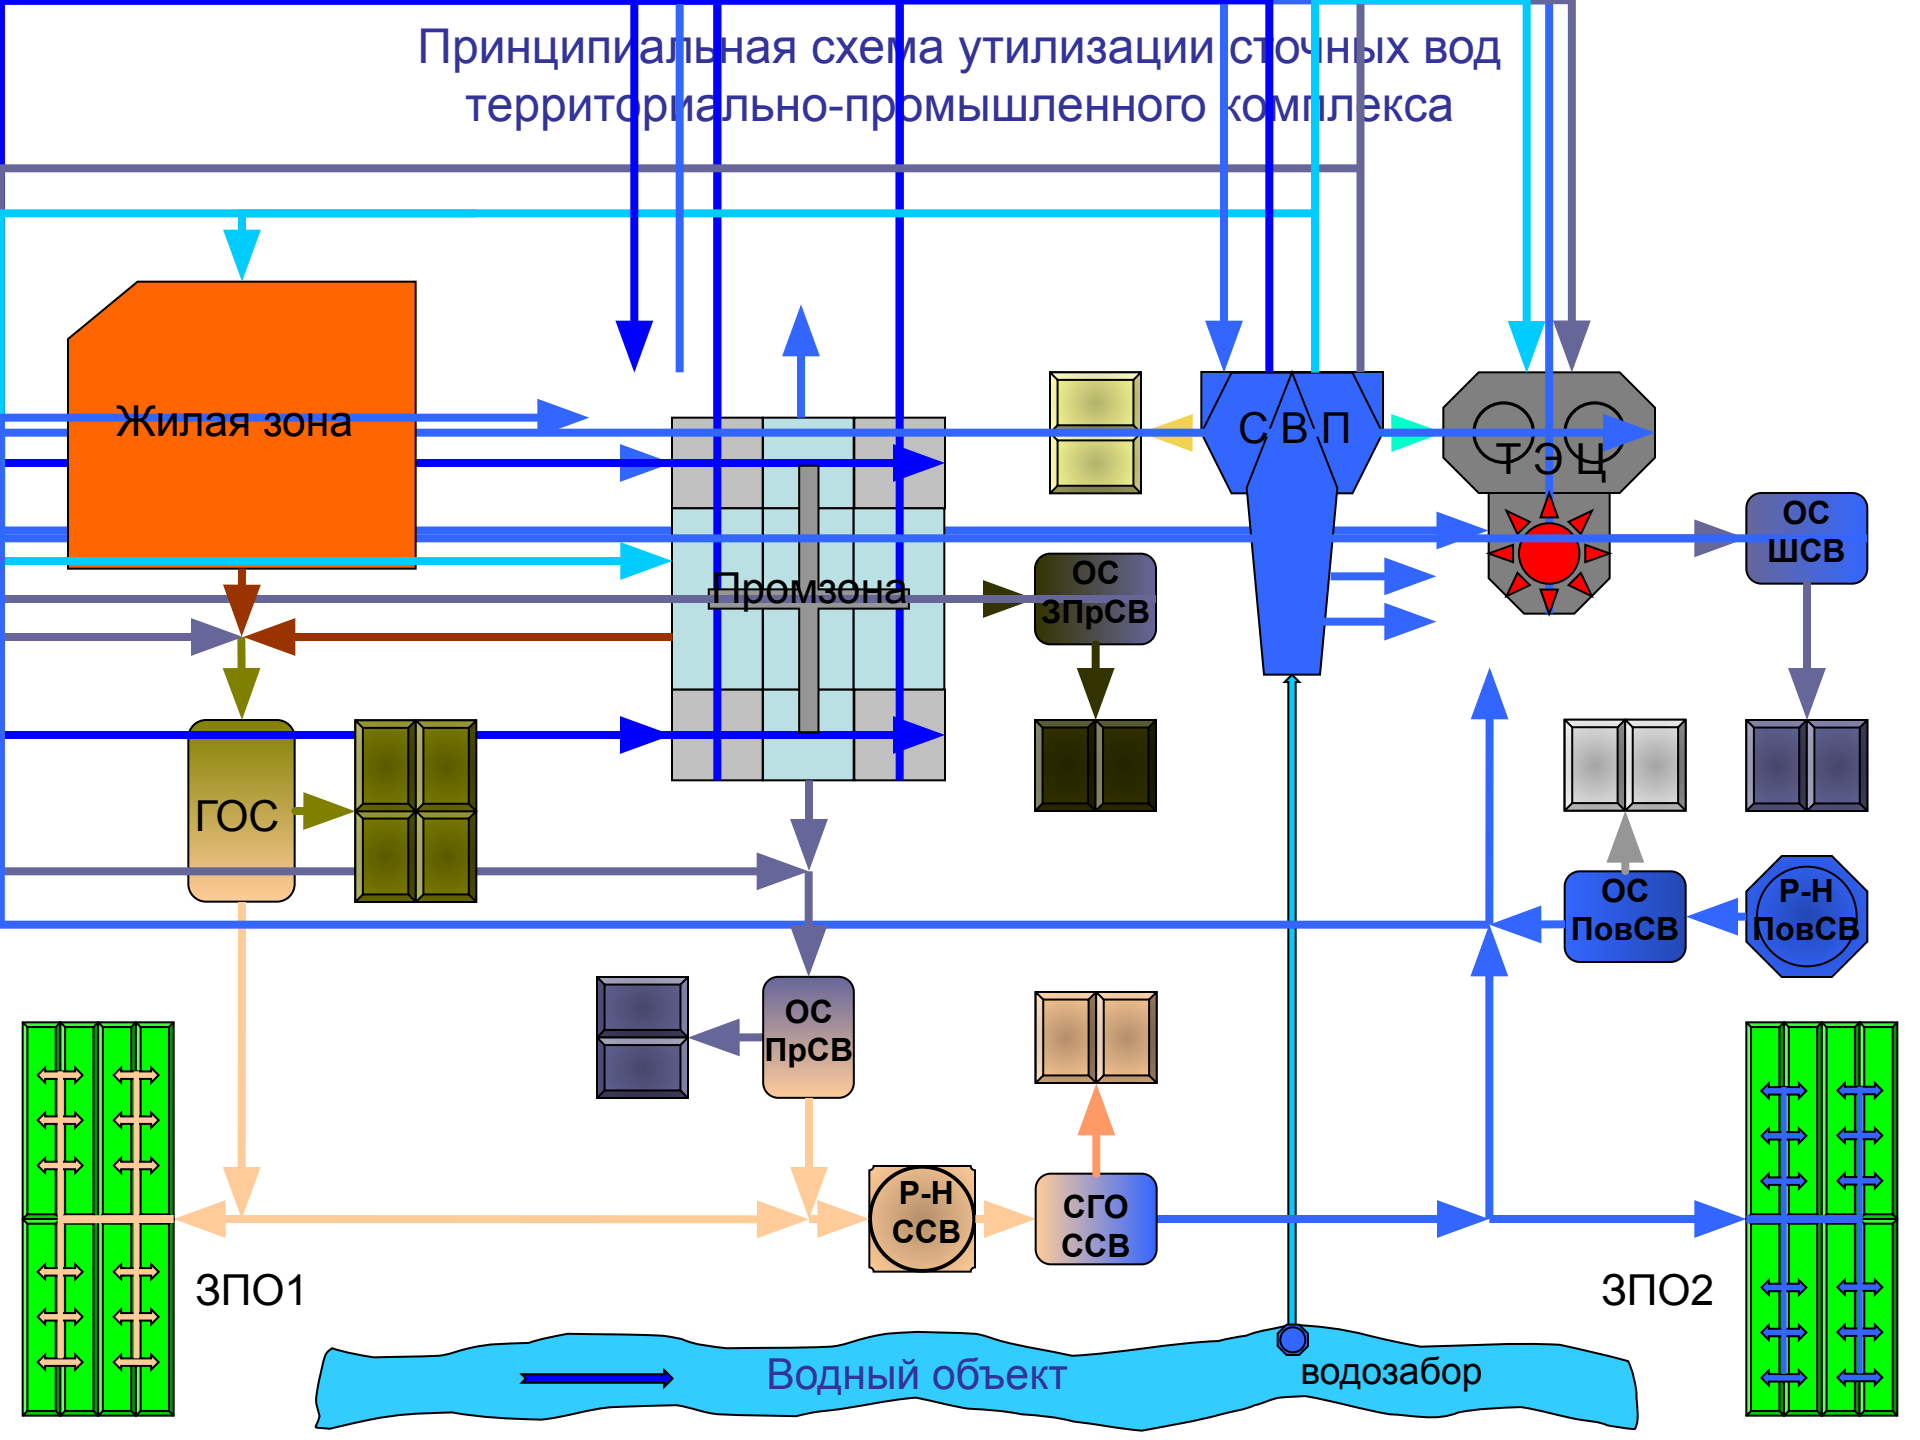 Принципиальная схема утилизации сточных вод
территориально-промышленного комплекса
Жилая зона
С В П
Т Э Ц
ОС
ШСВ
Промзона
ОС
ЗПрСВ
ГОС
ОС
ПовСВ
Р-Н
ПовСВ
ОС
ПрСВ
Р-Н
ССВ
СГО
ССВ
ЗПО1
ЗПО2
Водный объект
водозабор